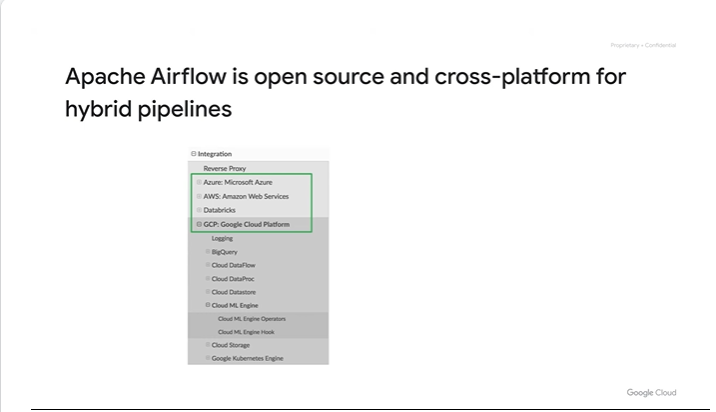 Proprietary + Confidential
Apache Airflow is open source and cross-platform for
hybrid pipelines
Integration
Reverse Proxy
Azure: Microsoft Azure
AWS: Amazon Web Services
Databricks
GCP: Google Cloud Platform
Logging
BigQuery
Cloud DataFlow
Cloud DataProc
Cloud Datastore
Cloud ML Engine
Cloud ML Engine Operators
Cloud ML Engine Hook
Cloud Storage
Google Kubernetes Engine
Google Cloud